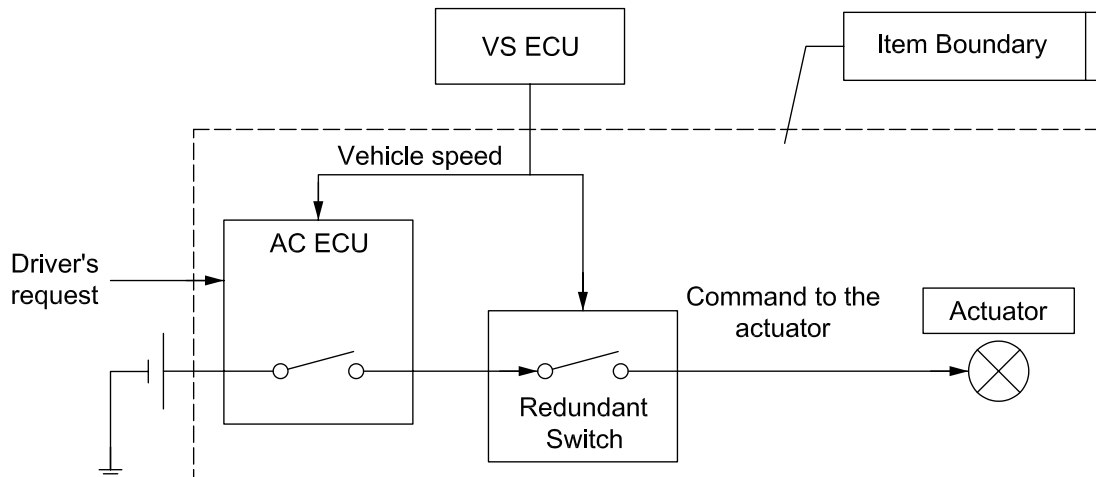 VS ECU
Item Boundary
Vehicle speed
AC ECU
Driver's
request
Command to the
actuator
Actuator
Redundant
Switch